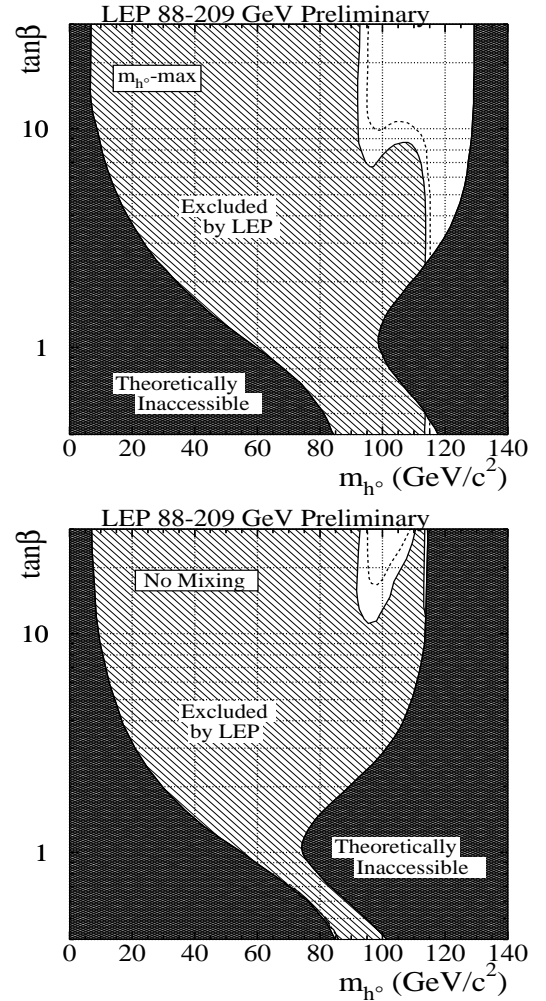 LEP 88-209 GeV Preliminary
tanβ
m_h°-max
10
Excluded
by LEP
1
Theoretically
Inaccessible
0 20 40 60 80 100 120 140
m_h° (GeV/c²)
LEP 88-209 GeV Preliminary
tanβ
No Mixing
10
Excluded
by LEP
1
Theoretically
Inaccessible
0 20 40 60 80 100 120 140
m_h° (GeV/c²)